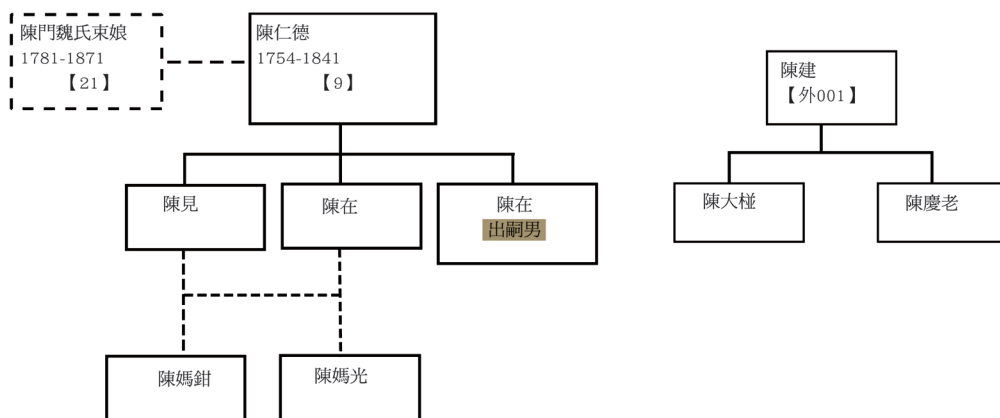 陳門魏氏束娘
1781-1871
【21】
陳仁德
1754-1841
【9】
陳見
陳在
陳在
出嗣男
陳媽鉗
陳媽光
陳建
【外001】
陳大椪
陳慶老